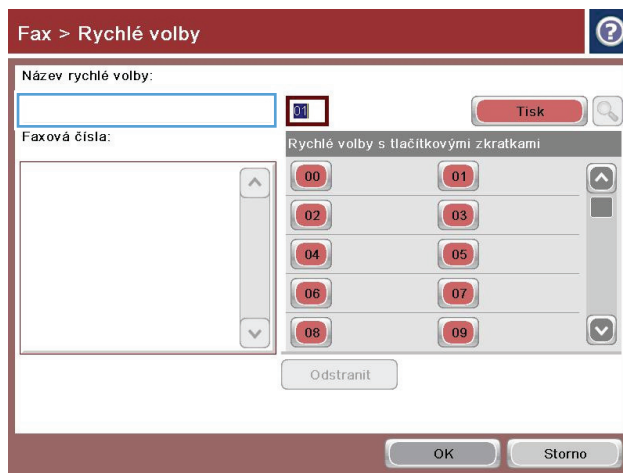 Fax > Rychlé volby
Název rychlé volby:
01
Tisk
Faxová čísla:
Rychlé volby s tlačítkovými zkratkami
00
01
02
03
04
05
06
07
08
09
Odstranit
OK
Storno